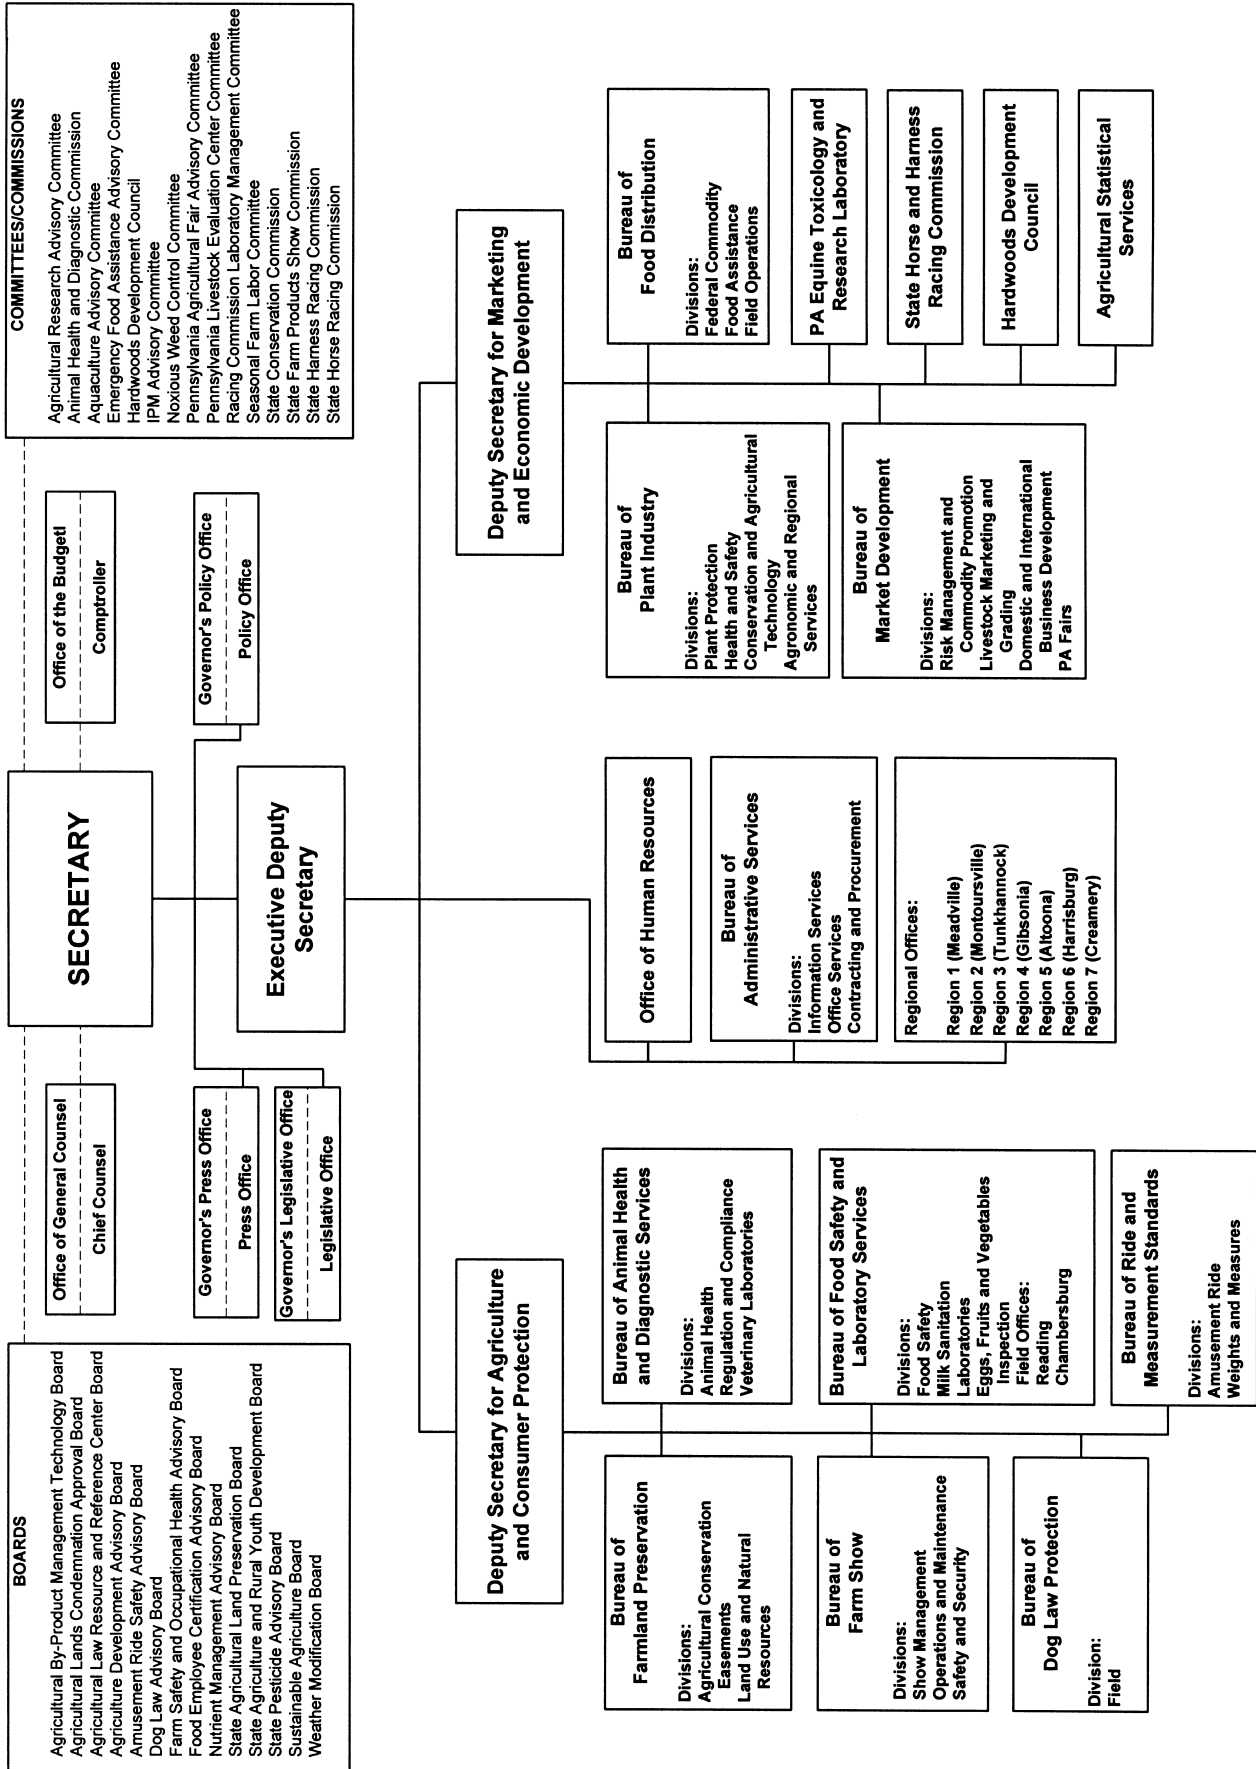 BOARDS
Agricultural By-Product Management Technology Board
Agricultural Lands Condemnation Approval Board
Agricultural Law Resource and Reference Center Board
Agriculture Development Advisory Board
Amusement Ride Safety Advisory Board
Dog Law Advisory Board
Farm Safety and Occupational Health Advisory Board
Food Employee Certification Advisory Board
Nutrient Management Advisory Board
State Agricultural Land Preservation Board
State Agriculture and Rural Youth Development Board
State Pesticide Advisory Board
Sustainable Agriculture Board
Weather Modification Board
Office of General Counsel
Chief Counsel
Governor's Press Office
Press Office
Governor's Legislative Office
Legislative Office
SECRETARY
Executive Deputy
Secretary
Office of the Budgetl
Comptroller
Governor's Policy Office
Policy Office
COMMITTEES/COMMISSIONS
Agricultural Research Advisory Committee
Animal Health and Diagnostic Commission
Aquaculture Advisory Committee
Emergency Food Assistance Advisory Committee
Hardwoods Development Council
IPM Advisory Committee
Noxious Weed Control Committee
Pennsylvania Agricultural Fair Advisory Committee
Pennsylvania Livestock Evaluation Center Committee
Racing Commission Laboratory Management Committee
Seasonal Farm Labor Committee
State Conservation Commission
State Farm Products Show Commission
State Harness Racing Commission
State Horse Racing Commission
Deputy Secretary for Agriculture
and Consumer Protection
Bureau of
Farmland Preservation
Divisions:
Agricultural Conservation
Easements
Land Use and Natural
Resources
Bureau of
Farm Show
Divisions:
Show Management
Operations and Maintenance
Safety and Security
Bureau of
Dog Law Protection
Division:
Field
Bureau of Animal Health
and Diagnostic Services
Divisions:
Animal Health
Regulation and Compliance
Veterinary Laboratories
Bureau of Food Safety and
Laboratory Services
Divisions:
Food Safety
Milk Sanitation
Laboratories
Eggs, Fruits and Vegetables
Inspection
Field Offices:
Reading
Chambersburg
Bureau of Ride and
Measurement Standards
Divisions:
Amusement Ride
Weights and Measures
Office of Human Resources
Bureau of
Administrative Services
Divisions:
Information Services
Office Services
Contracting and Procurement
Regional Offices:
Region 1 (Meadville)
Region 2 (Montoursville)
Region 3 (Tunkhannock)
Region 4 (Gibsonia)
Region 5 (Altoona)
Region 6 (Harrisburg)
Region 7 (Creamery)
Deputy Secretary for Marketing
and Economic Development
Bureau of
Plant Industry
Divisions:
Plant Protection
Health and Safety
Conservation and Agricultural
Technology
Agronomic and Regional
Services
Bureau of
Market Development
Divisions:
Risk Management and
Commodity Promotion
Livestock Marketing and
Grading
Domestic and International
Business Development
PA Fairs
Bureau of
Food Distribution
Divisions:
Federal Commodity
Food Assistance
Field Operations
PA Equine Toxicology and
Research Laboratory
State Horse and Harness
Racing Commission
Hardwoods Development
Council
Agricultural Statistical
Services